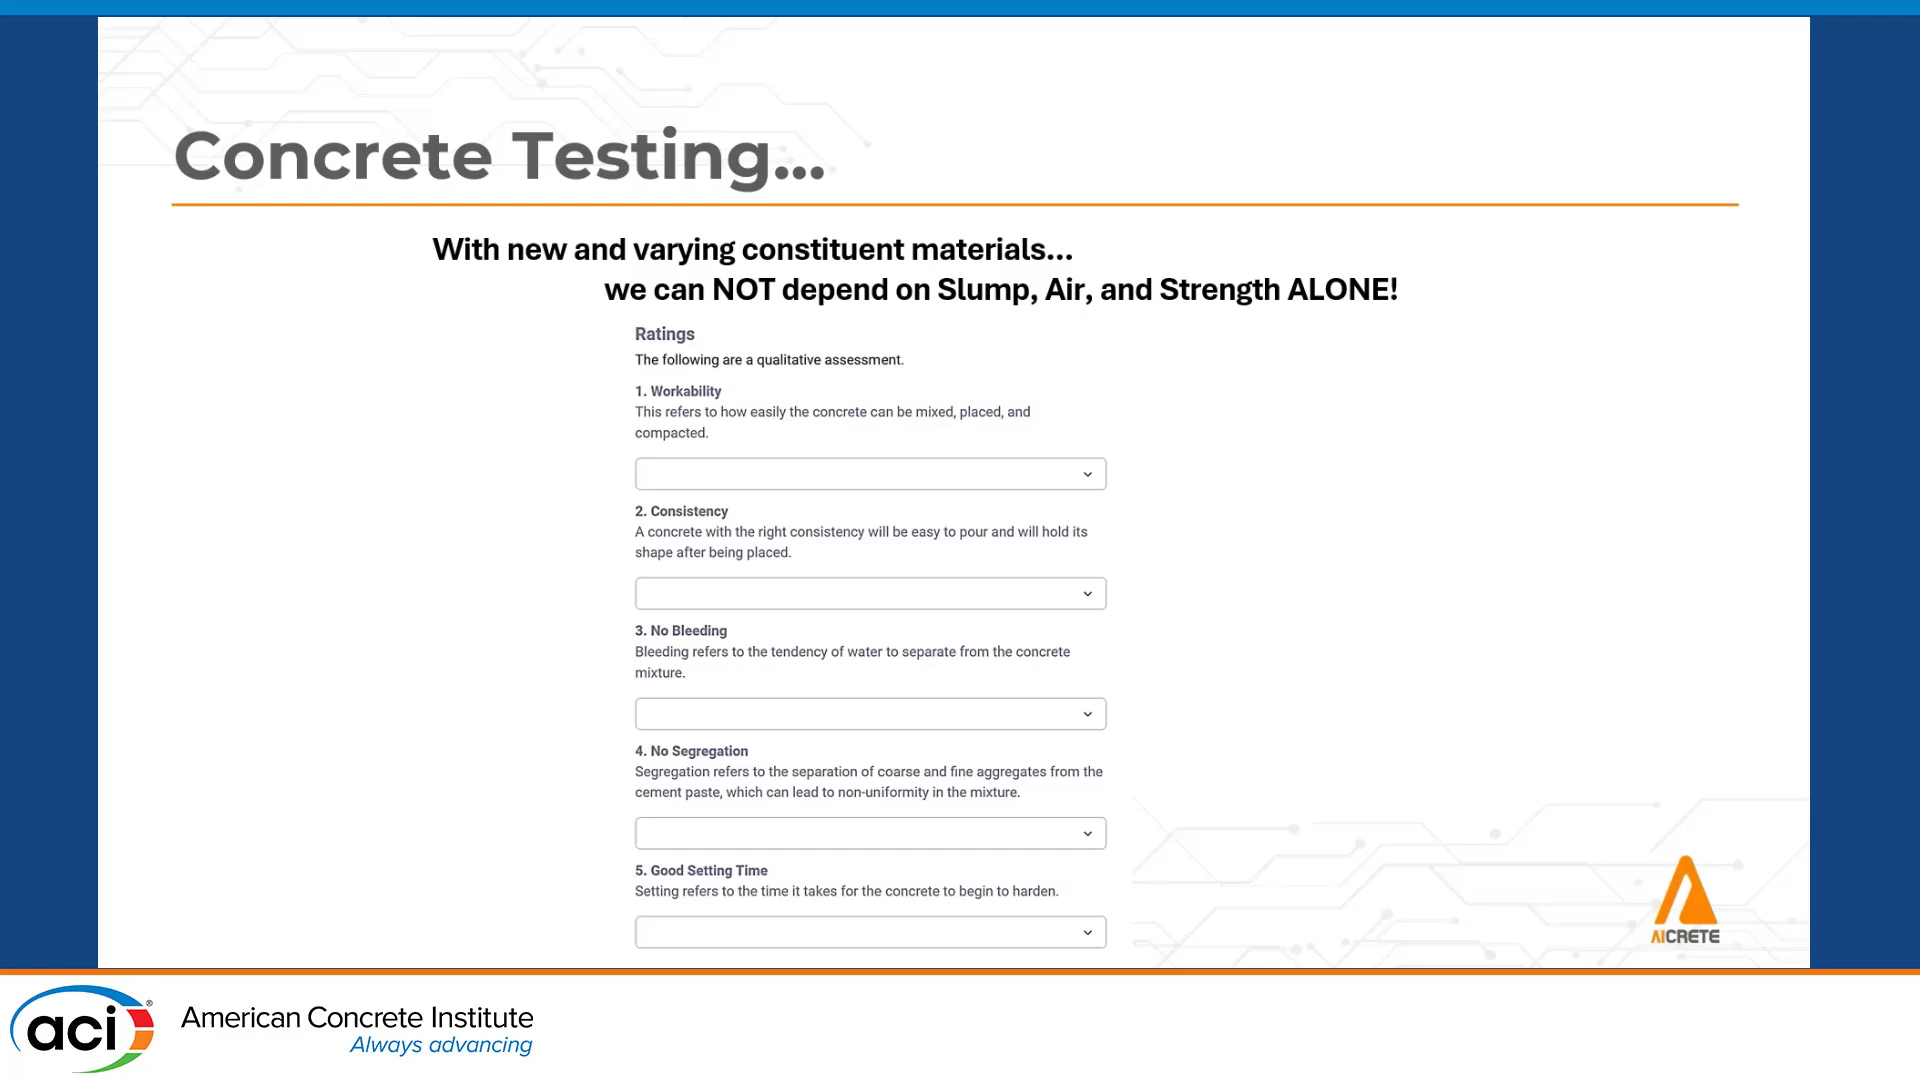 Concrete Testing...
With new and varying constituent materials...
we can NOT depend on Slump, Air, and Strength ALONE!
Ratings
The following are a qualitative assessment.
1. Workability
This refers to how easily the concrete can be mixed, placed, and
compacted.
2. Consistency
A concrete with the right consistency will be easy to pour and will hold its
shape after being placed.
3. No Bleeding
Bleeding refers to the tendency of water to separate from the concrete
mixture.
4. No Segregation
Segregation refers to the separation of coarse and fine aggregates from the
cement paste, which can lead to non-uniformity in the mixture.
5. Good Setting Time
Setting refers to the time it takes for the concrete to begin to harden.
AICRETE
aci®
American Concrete Institute
Always advancing